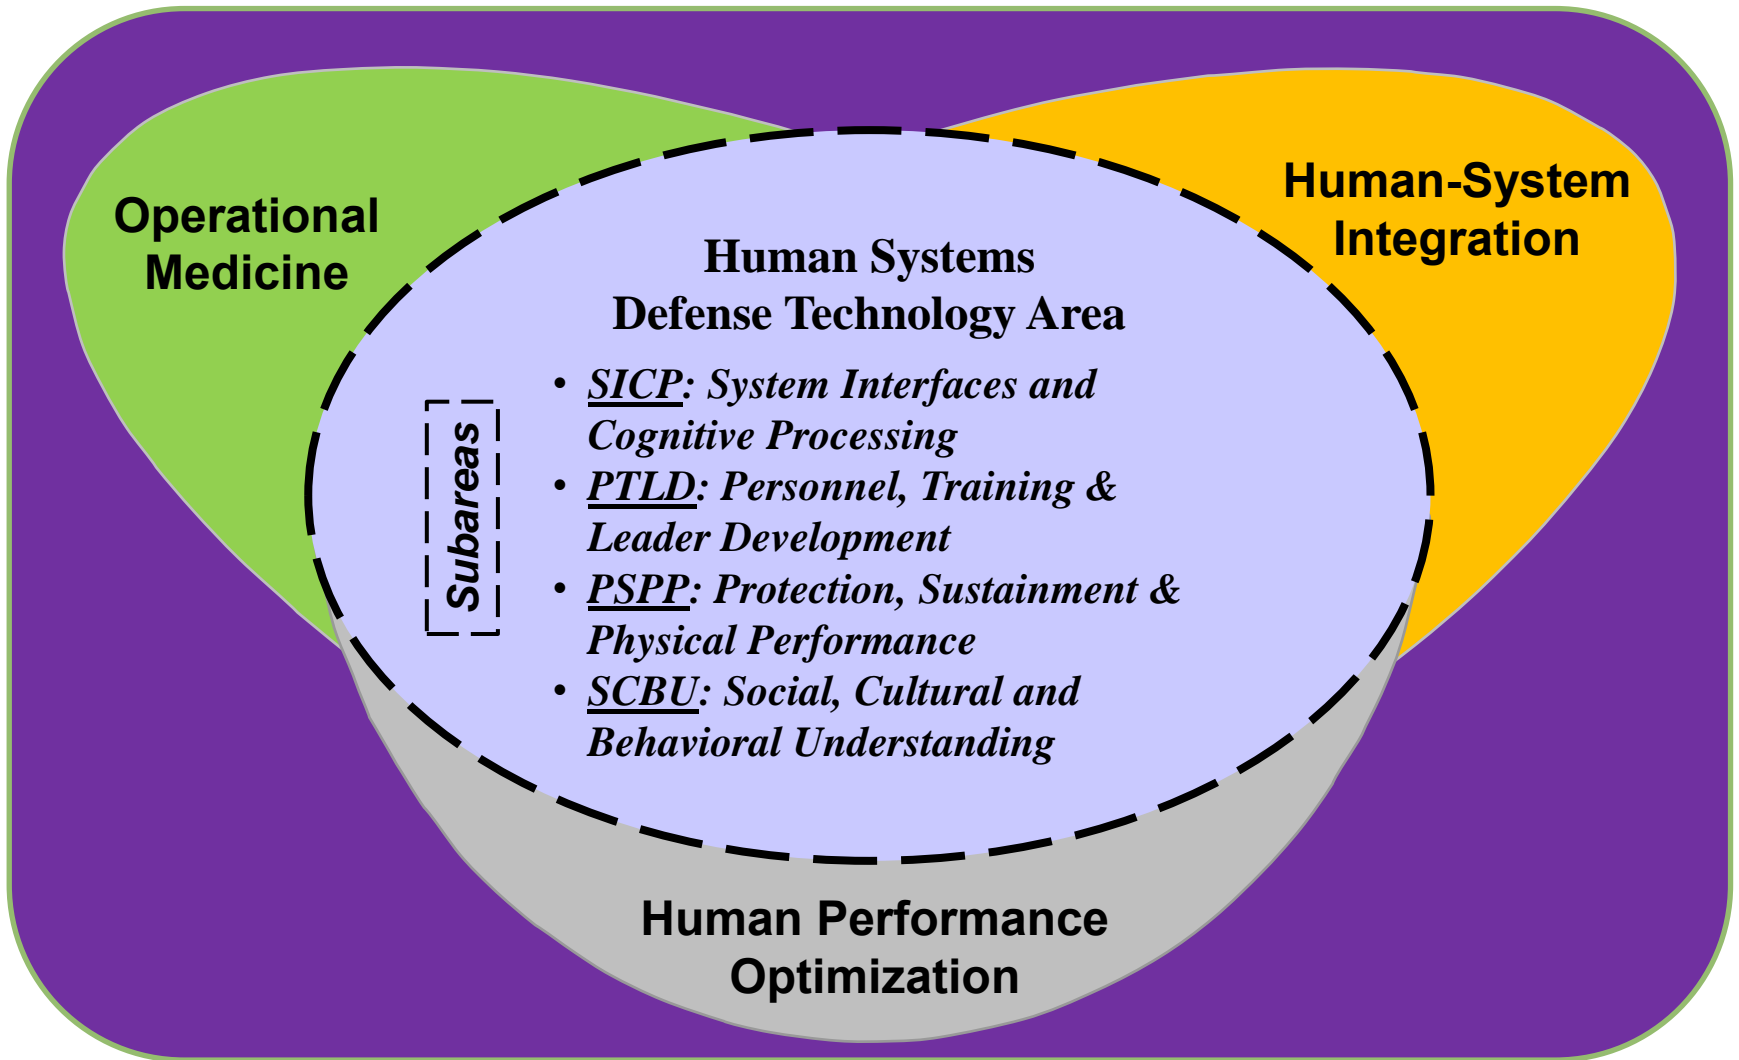 Operational
Medicine
Human-System
Integration
Human Systems
Defense Technology Area
Subareas
• SICP: System Interfaces and
Cognitive Processing
• PTLD: Personnel, Training &
Leader Development
• PSPP: Protection, Sustainment &
Physical Performance
• SCBU: Social, Cultural and
Behavioral Understanding
Human Performance
Optimization